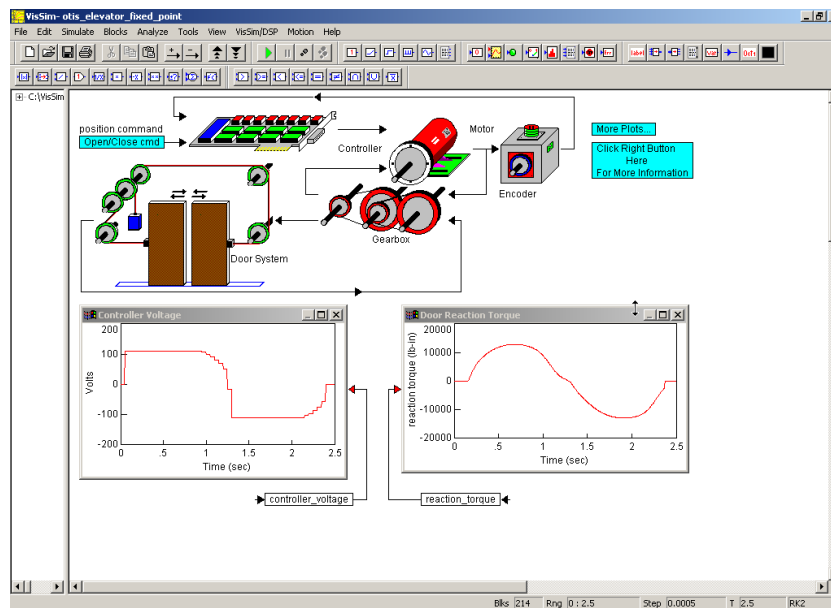 VisSim- otis_elevator_fixed_point
File Edit Simulate Blocks Analyze Tools View VisSim/DSP Motion Help
C:\VisSim
position command
Open/Close cmd
Controller
Motor
Encoder
More Plots...
Click Right Button
Here
For More Information
Gearbox
Door System
Controller Voltage
Volts
200
100
0
-100
-200
0 .5 1.0 1.5 2 2.5
Time (sec)
Door Reaction Torque
reaction torque (lb-in)
20000
10000
0
-10000
-20000
0 .5 1 1.5 2 2.5
Time (sec)
controller_voltage
reaction_torque
Blks 214 Rng 0 : 2.5 Step 0.0005 T 2.5 RK2